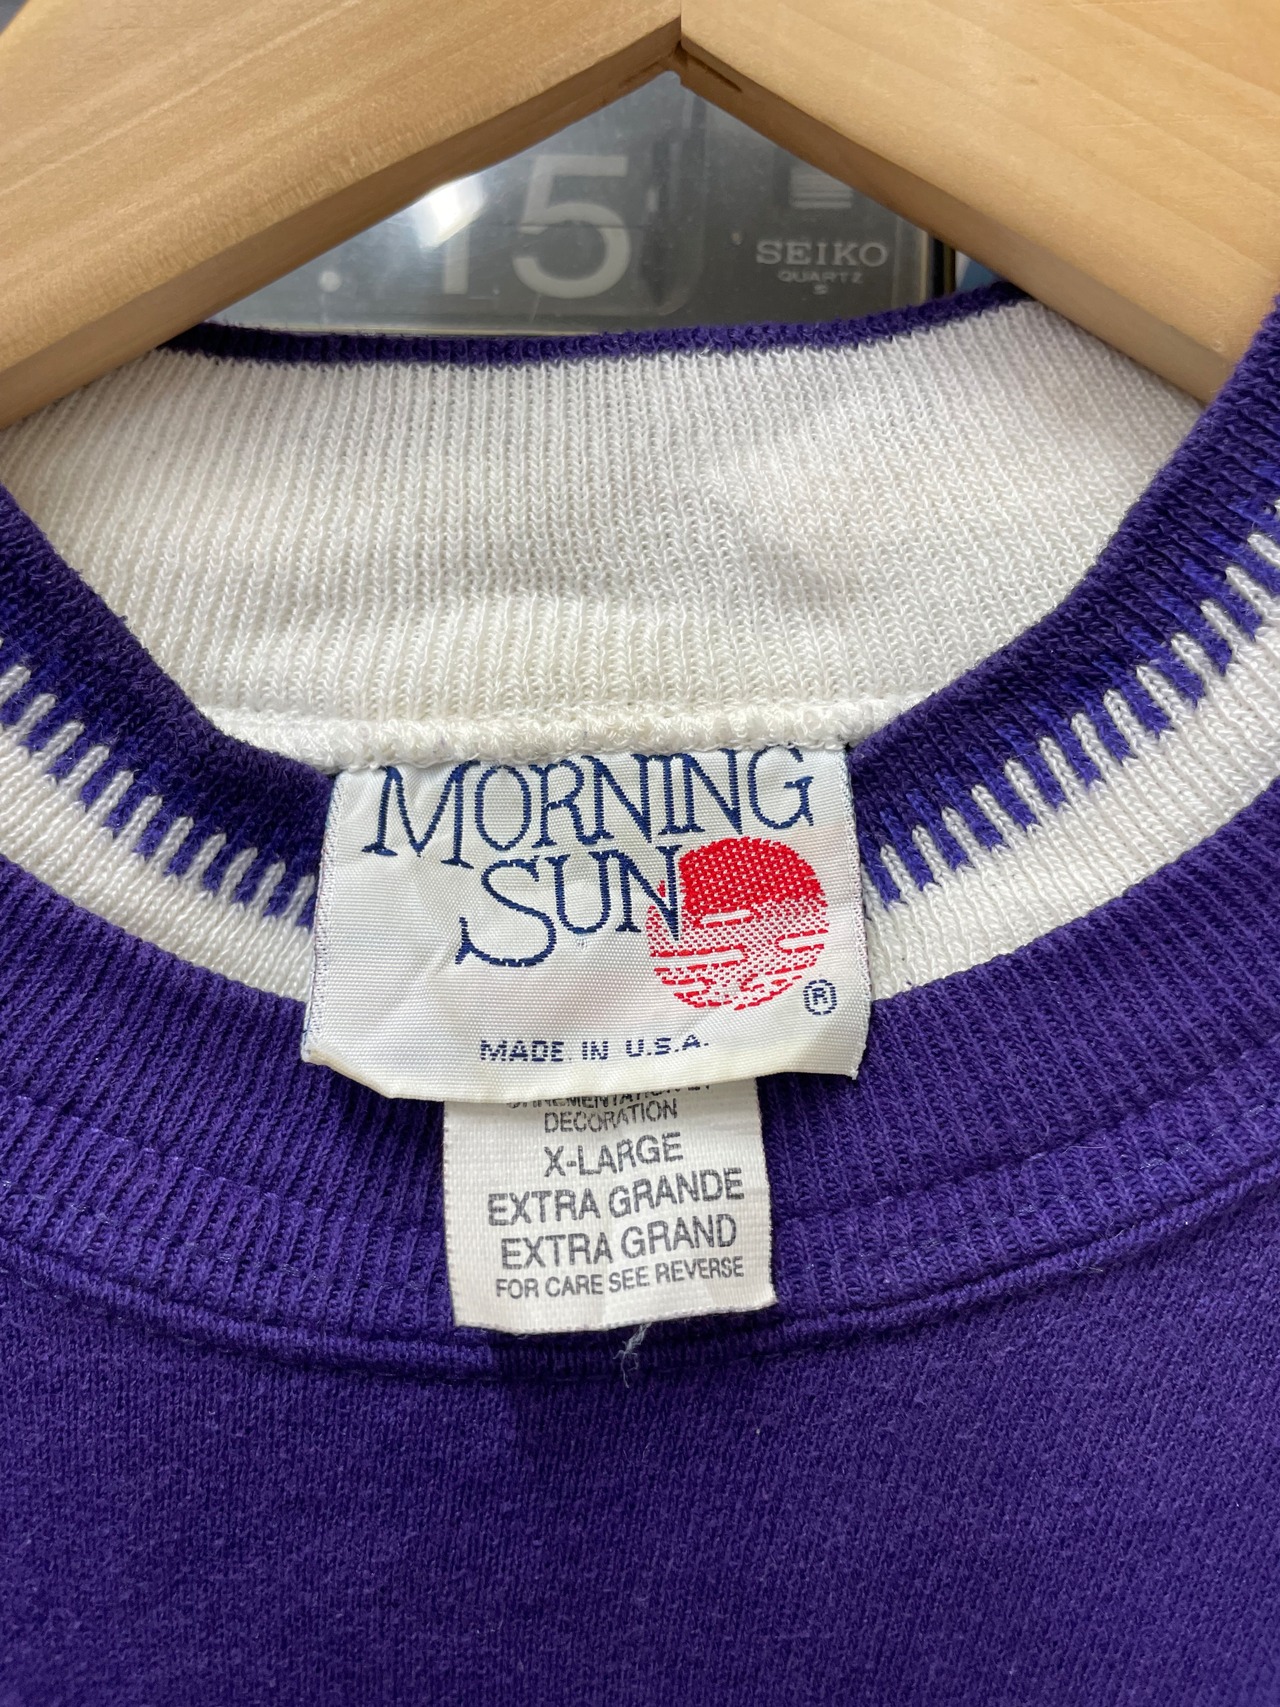 15
SEIKO
QUARTZ
MORNING
SUN
®
MADE IN U.S.A.
DECORATION
X-LARGE
EXTRA GRANDE
EXTRA GRAND
FOR CARE SEE REVERSE